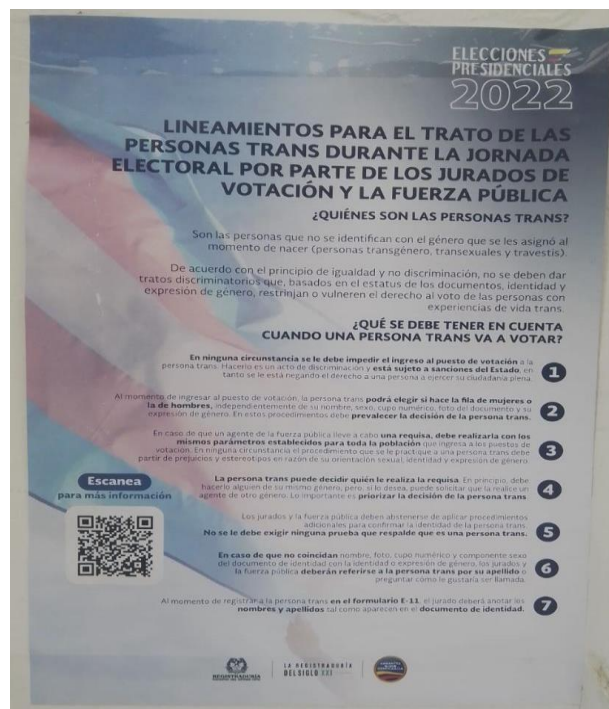 ELECCIONES
PRESIDENCIALES
2022
LINEAMIENTOS PARA EL TRATO DE LAS
PERSONAS TRANS DURANTE LA JORNADA
ELECTORAL POR PARTE DE LOS JURADOS DE
VOTACIÓN Y LA FUERZA PÚBLICA
¿QUIÉNES SON LAS PERSONAS TRANS?
Son las personas que no se identifican con el género que se les asignó al
momento de nacer (personas transgénero, transexuales y travestis).
De acuerdo con el principio de igualdad y no discriminación, no se deben dar
tratos discriminatorios que, basados en el estatus de los documentos, identidad y
expresión de género, restrinjan o vulneren el derecho al voto de las personas con
experiencias de vida trans.
¿QUÉ SE DEBE TENER EN CUENTA
CUANDO UNA PERSONA TRANS VA A VOTAR?
En ninguna circunstancia se le debe impedir el ingreso al puesto de votación a la
persona trans. Hacerlo es un acto de discriminación y está sujeto a sanciones del Estado, en
tanto se le está negando el derecho a una persona a ejercer su ciudadanía plena.
1
Al momento de ingresar al puesto de votación, la persona trans podrá elegir si hace la fila de mujeres o
la de hombres, independientemente de su nombre, sexo, cupo numérico, foto del documento y su
expresión de género. En estos procedimientos debe prevalecer la decisión de la persona trans.
2
En caso de que un agente de la fuerza pública lleve a cabo una requisa, debe realizarla con los
mismos parámetros establecidos para toda la población que ingresa a los puestos de
votación. En ninguna circunstancia el procedimiento que se le practique a una persona trans debe
partir de prejuicios y estereotipos en razón de su orientación sexual, identidad y expresión de género.
3
La persona trans puede decidir quién le realiza la requisa. En principio, debe
hacerlo alguien de su mismo género, pero, si lo desea, puede solicitar que la realice un
agente de otro género. Lo importante es priorizar la decisión de la persona trans.
4
Escanea
para más información
Los jurados y la fuerza pública deben abstenerse de aplicar procedimientos
adicionales para confirmar la identidad de la persona trans.
No se le debe exigir ninguna prueba que respalde que es una persona trans.
5
En caso de que no coincidan nombre, foto, cupo numérico y componente sexo
del documento de identidad con la identidad o expresión de género, los jurados y
la fuerza pública deberán referirse a la persona trans por su apellido o
preguntar cómo le gustaría ser llamada.
6
Al momento de registrar a la persona trans en el formulario E-11, el jurado deberá anotar los
nombres y apellidos tal como aparecen en el documento de identidad.
7
REGISTRADURÍA
LA REGISTRADURÍA
DEL SIGLO XXI